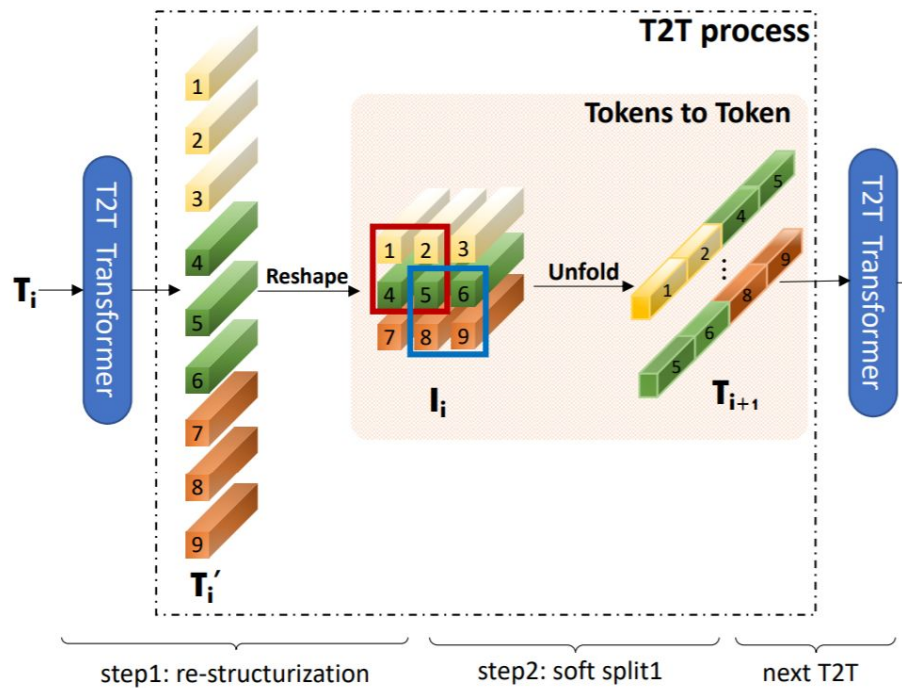 T2T process
Tokens to Token
1
2
3
4
5
6
7
8
9
T2T Transformer
Tᵢ
Tᵢ′
Reshape
1 2 3
4 5 6
7 8 9
Iᵢ
Unfold
1 2 4 5
⋮
5 6 8 9
Tᵢ₊₁
T2T Transformer
step1: re-structurization
step2: soft split1
next T2T